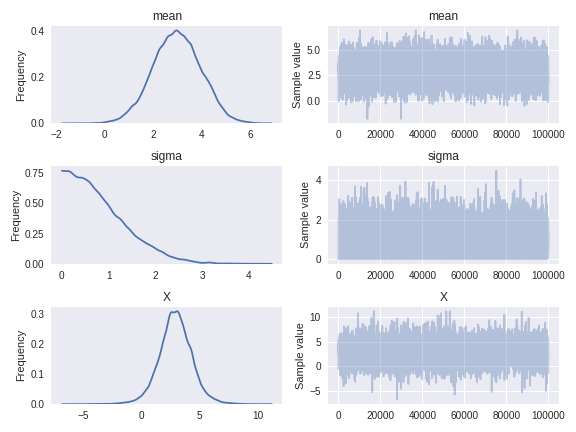 mean
Frequency
0.4
0.2
0.0
−2 0 2 4 6
mean
Sample value
5.0
2.5
0.0
0 20000 40000 60000 80000 100000
sigma
Frequency
0.75
0.50
0.25
0.00
0 1 2 3 4
sigma
Sample value
4
2
0
0 20000 40000 60000 80000 100000
X
Frequency
0.3
0.2
0.1
0.0
−5 0 5 10
X
Sample value
10
5
0
−5
0 20000 40000 60000 80000 100000